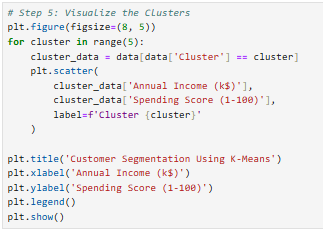 # Step 5: Visualize the Clusters
plt.figure(figsize=(8, 5))
for cluster in range(5):
    cluster_data = data[data['Cluster'] == cluster]
    plt.scatter(
        cluster_data['Annual Income (k$)'],
        cluster_data['Spending Score (1-100)'],
        label=f'Cluster {cluster}'
    )

plt.title('Customer Segmentation Using K-Means')
plt.xlabel('Annual Income (k$)')
plt.ylabel('Spending Score (1-100)')
plt.legend()
plt.show()